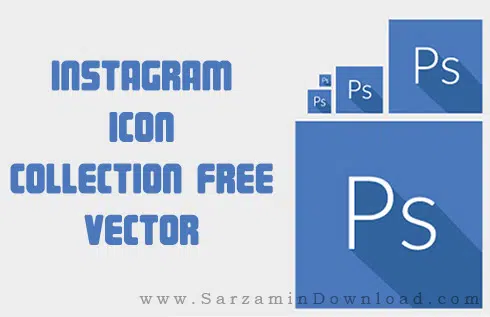 INSTAGRAM
ICON
COLLECTION FREE
VECTOR
Ps
Ps
Ps
Ps
Ps
www.SarzaminDownload.com